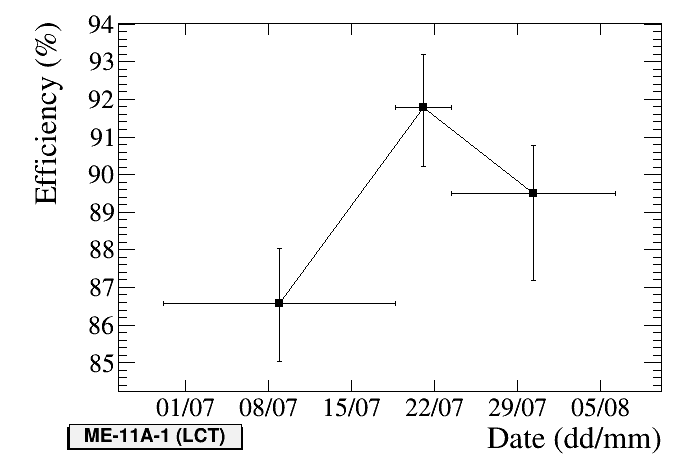 Efficiency (%)
94
93
92
91
90
89
88
87
86
85
01/07 08/07 15/07 22/07 29/07 05/08
ME-11A-1 (LCT)
Date (dd/mm)